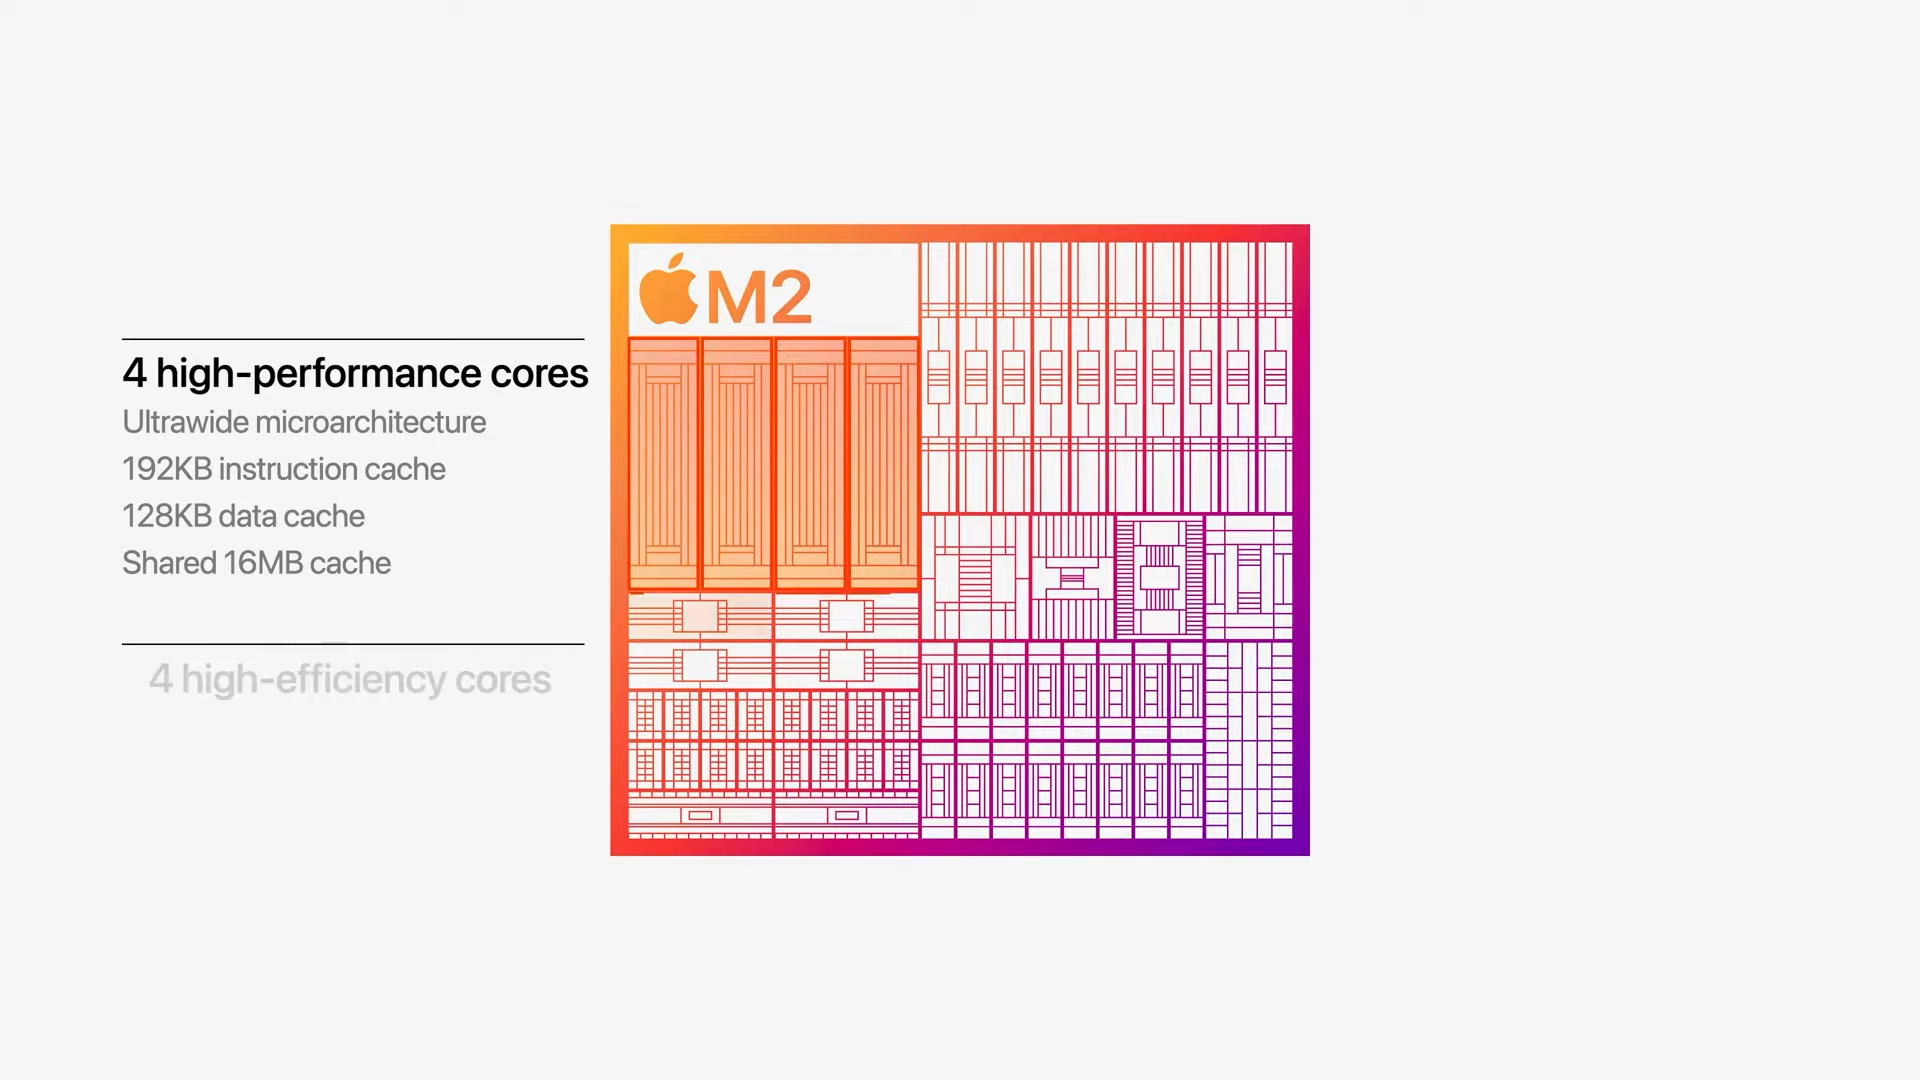 M2
4 high-performance cores
Ultrawide microarchitecture
192KB instruction cache
128KB data cache
Shared 16MB cache
4 high-efficiency cores